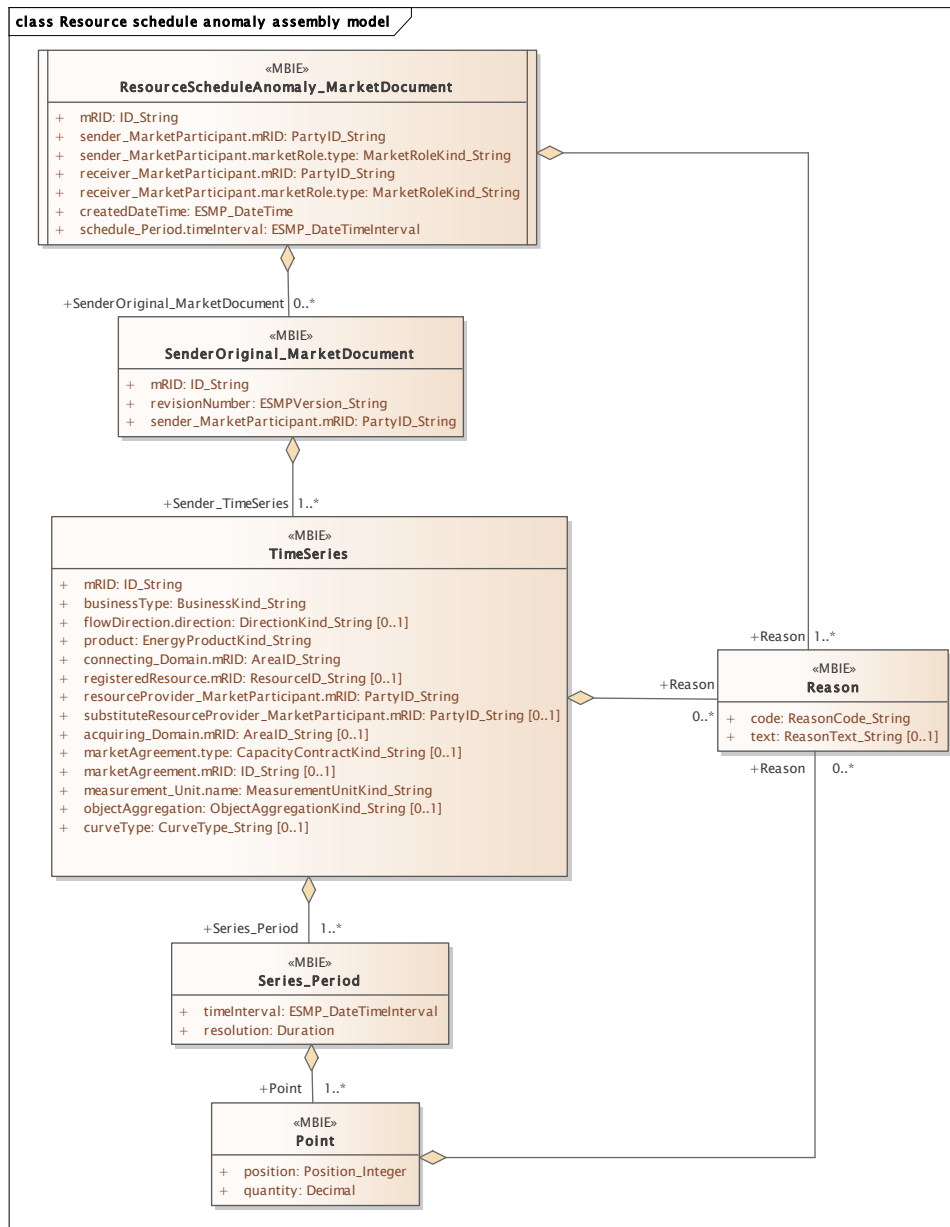 class Resource schedule anomaly assembly model
«MBIE»
ResourceScheduleAnomaly_MarketDocument
+ mRID: ID_String
+ sender_MarketParticipant.mRID: PartyID_String
+ sender_MarketParticipant.marketRole.type: MarketRoleKind_String
+ receiver_MarketParticipant.mRID: PartyID_String
+ receiver_MarketParticipant.marketRole.type: MarketRoleKind_String
+ createdDateTime: ESMP_DateTime
+ schedule_Period.timeInterval: ESMP_DateTimeInterval
+SenderOriginal_MarketDocument 0..*
«MBIE»
SenderOriginal_MarketDocument
+ mRID: ID_String
+ revisionNumber: ESMPVersion_String
+ sender_MarketParticipant.mRID: PartyID_String
+Sender_TimeSeries 1..*
«MBIE»
TimeSeries
+ mRID: ID_String
+ businessType: BusinessKind_String
+ flowDirection.direction: DirectionKind_String [0..1]
+ product: EnergyProductKind_String
+ connecting_Domain.mRID: AreaID_String
+ registeredResource.mRID: ResourceID_String [0..1]
+ resourceProvider_MarketParticipant.mRID: PartyID_String
+ substituteResourceProvider_MarketParticipant.mRID: PartyID_String [0..1]
+ acquiring_Domain.mRID: AreaID_String [0..1]
+ marketAgreement.type: CapacityContractKind_String [0..1]
+ marketAgreement.mRID: ID_String [0..1]
+ measurement_Unit.name: MeasurementUnitKind_String
+ objectAggregation: ObjectAggregationKind_String [0..1]
+ curveType: CurveType_String [0..1]
+Reason 1..*
+Reason
0..*
«MBIE»
Reason
+ code: ReasonCode_String
+ text: ReasonText_String [0..1]
+Reason 0..*
+Series_Period 1..*
«MBIE»
Series_Period
+ timeInterval: ESMP_DateTimeInterval
+ resolution: Duration
+Point 1..*
«MBIE»
Point
+ position: Position_Integer
+ quantity: Decimal